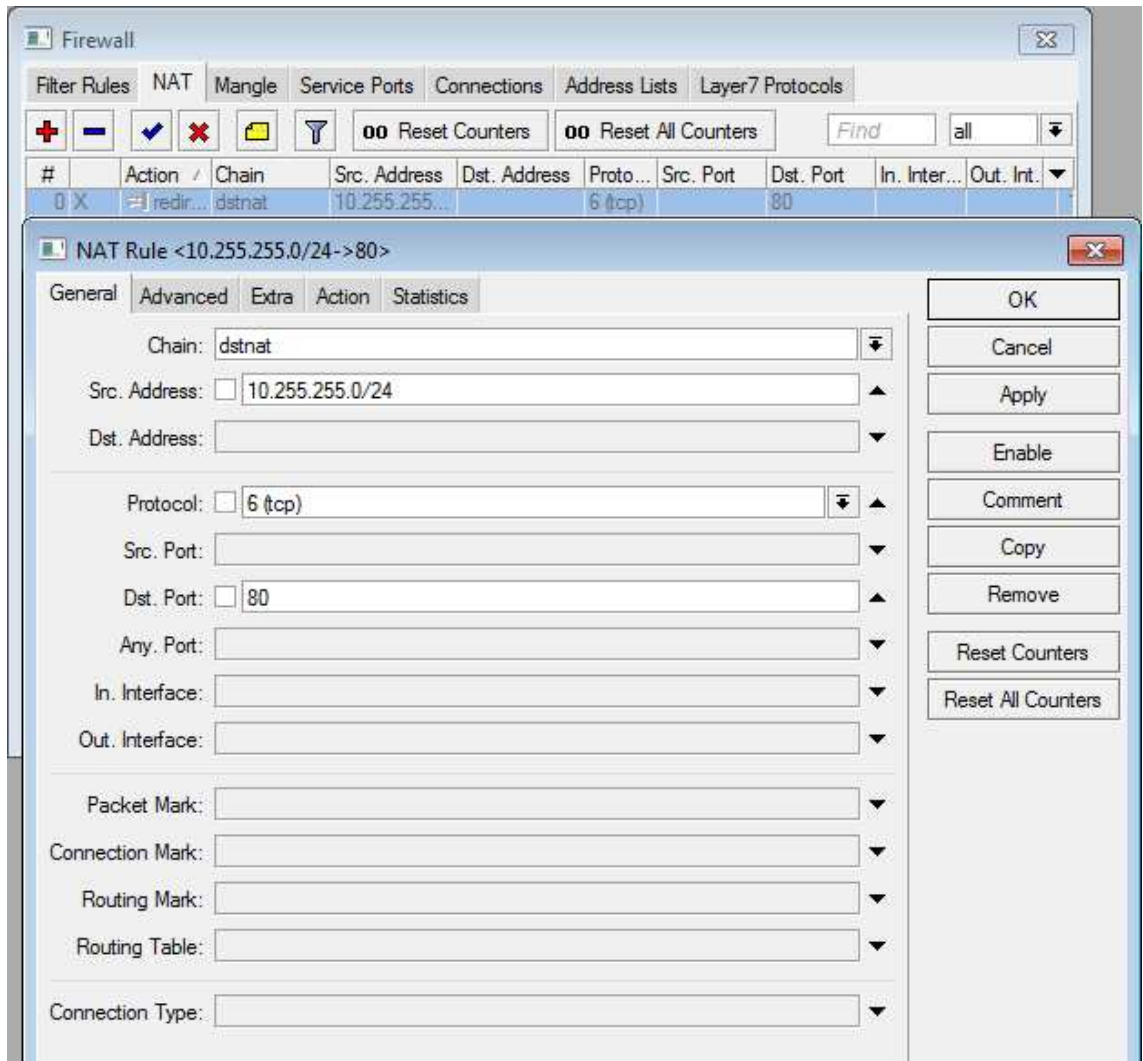 Firewall
Filter Rules NAT Mangle Service Ports Connections Address Lists Layer7 Protocols
00 Reset Counters 00 Reset All Counters Find all
# Action Chain Src. Address Dst. Address Proto... Src. Port Dst. Port In. Inter... Out. Int.
0 X redir... dstnat 10.255.255... 6 (tcp) 80
NAT Rule <10.255.255.0/24->80>
General Advanced Extra Action Statistics
OK
Chain: dstnat
Cancel
Src. Address: 10.255.255.0/24
Apply
Dst. Address:
Enable
Protocol: 6 (tcp)
Comment
Src. Port:
Copy
Dst. Port: 80
Remove
Any. Port:
Reset Counters
In. Interface:
Reset All Counters
Out. Interface:
Packet Mark:
Connection Mark:
Routing Mark:
Routing Table:
Connection Type: